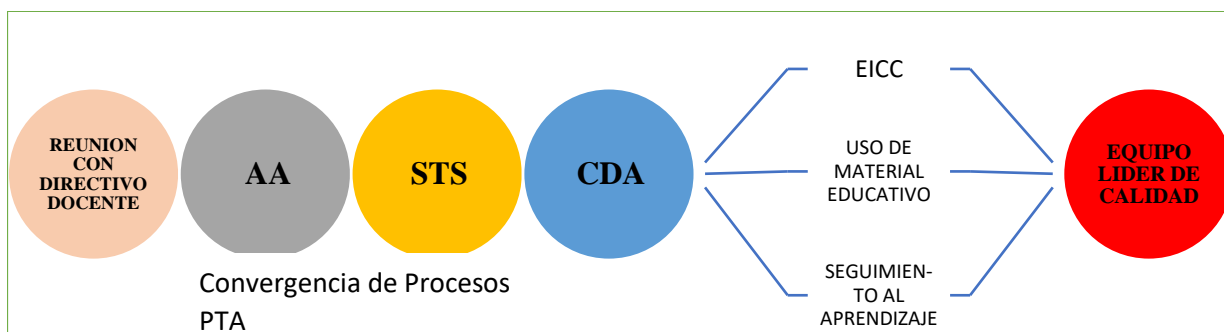 REUNION
CON
DIRECTIVO
DOCENTE
AA
STS
CDA
EICC
USO DE
MATERIAL
EDUCATIVO
SEGUIMIEN-
TO AL
APRENDIZAJE
EQUIPO
LIDER DE
CALIDAD
Convergencia de Procesos
PTA